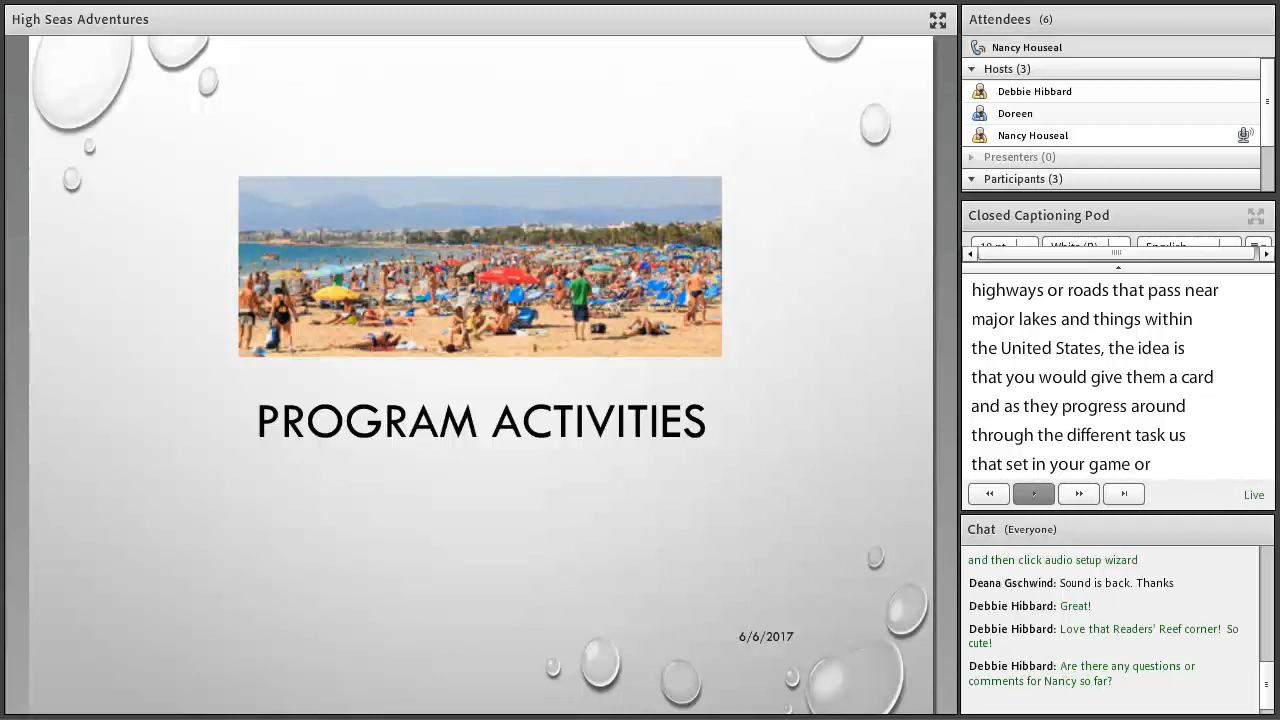 High Seas Adventures
PROGRAM ACTIVITIES
6/6/2017
Attendees (6)
Nancy Houseal
Hosts (3)
Debbie Hibbard
Doreen
Nancy Houseal
Presenters (0)
Participants (3)
Closed Captioning Pod
highways or roads that pass near
major lakes and things within
the United States, the idea is
that you would give them a card
and as they progress around
through the different task us
that set in your game or
Live
Chat (Everyone)
and then click audio setup wizard
Deana Gschwind: Sound is back. Thanks
Debbie Hibbard: Great!
Debbie Hibbard: Love that Readers' Reef corner! So
cute!
Debbie Hibbard: Are there any questions or
comments for Nancy so far?